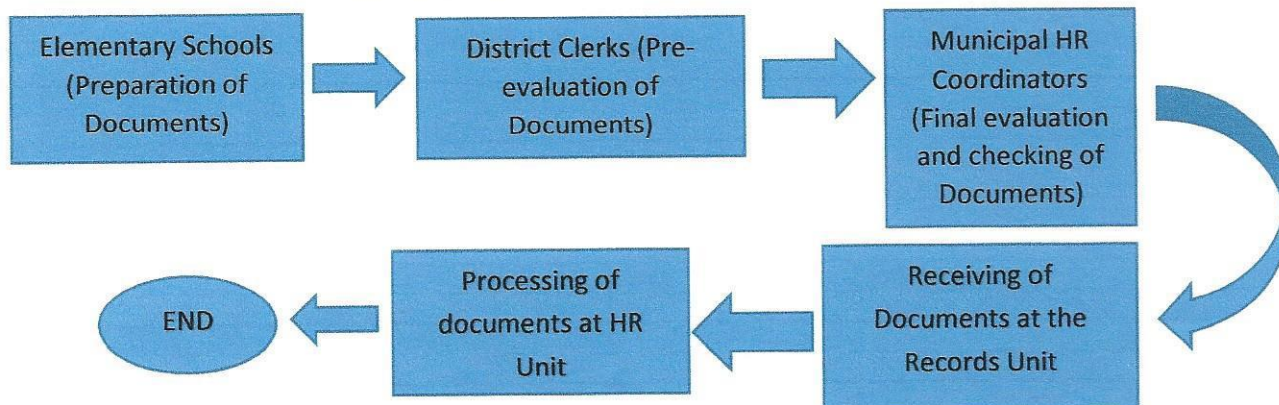 Elementary Schools
(Preparation of
Documents)
District Clerks (Pre-
evaluation of
Documents)
Municipal HR
Coordinators
(Final evaluation
and checking of
Documents)
Receiving of
Documents at the
Records Unit
Processing of
documents at HR
Unit
END